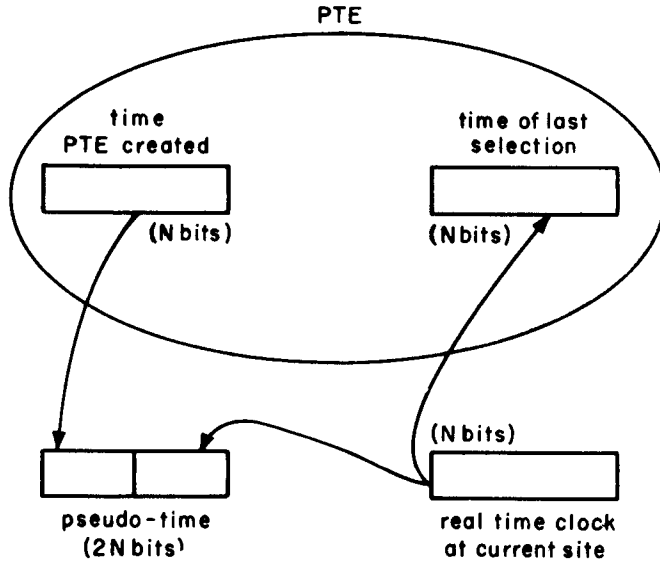 PTE
time
PTE created
(N bits)
time of last
selection
(N bits)
pseudo-time
(2N bits)
(N bits)
real time clock
at current site